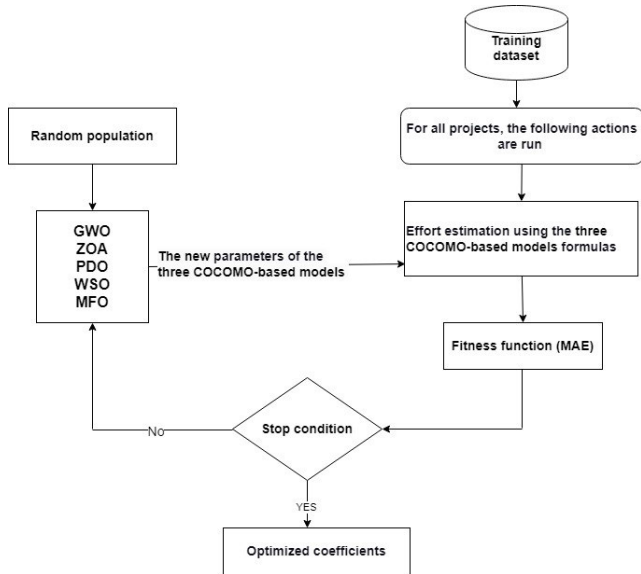 Training
dataset
Random population
For all projects, the following actions
are run
GWO
ZOA
PDO
WSO
MFO
The new parameters of the
three COCOMO-based models
Effort estimation using the three
COCOMO-based models formulas
Fitness function (MAE)
Stop condition
No
YES
Optimized coefficients